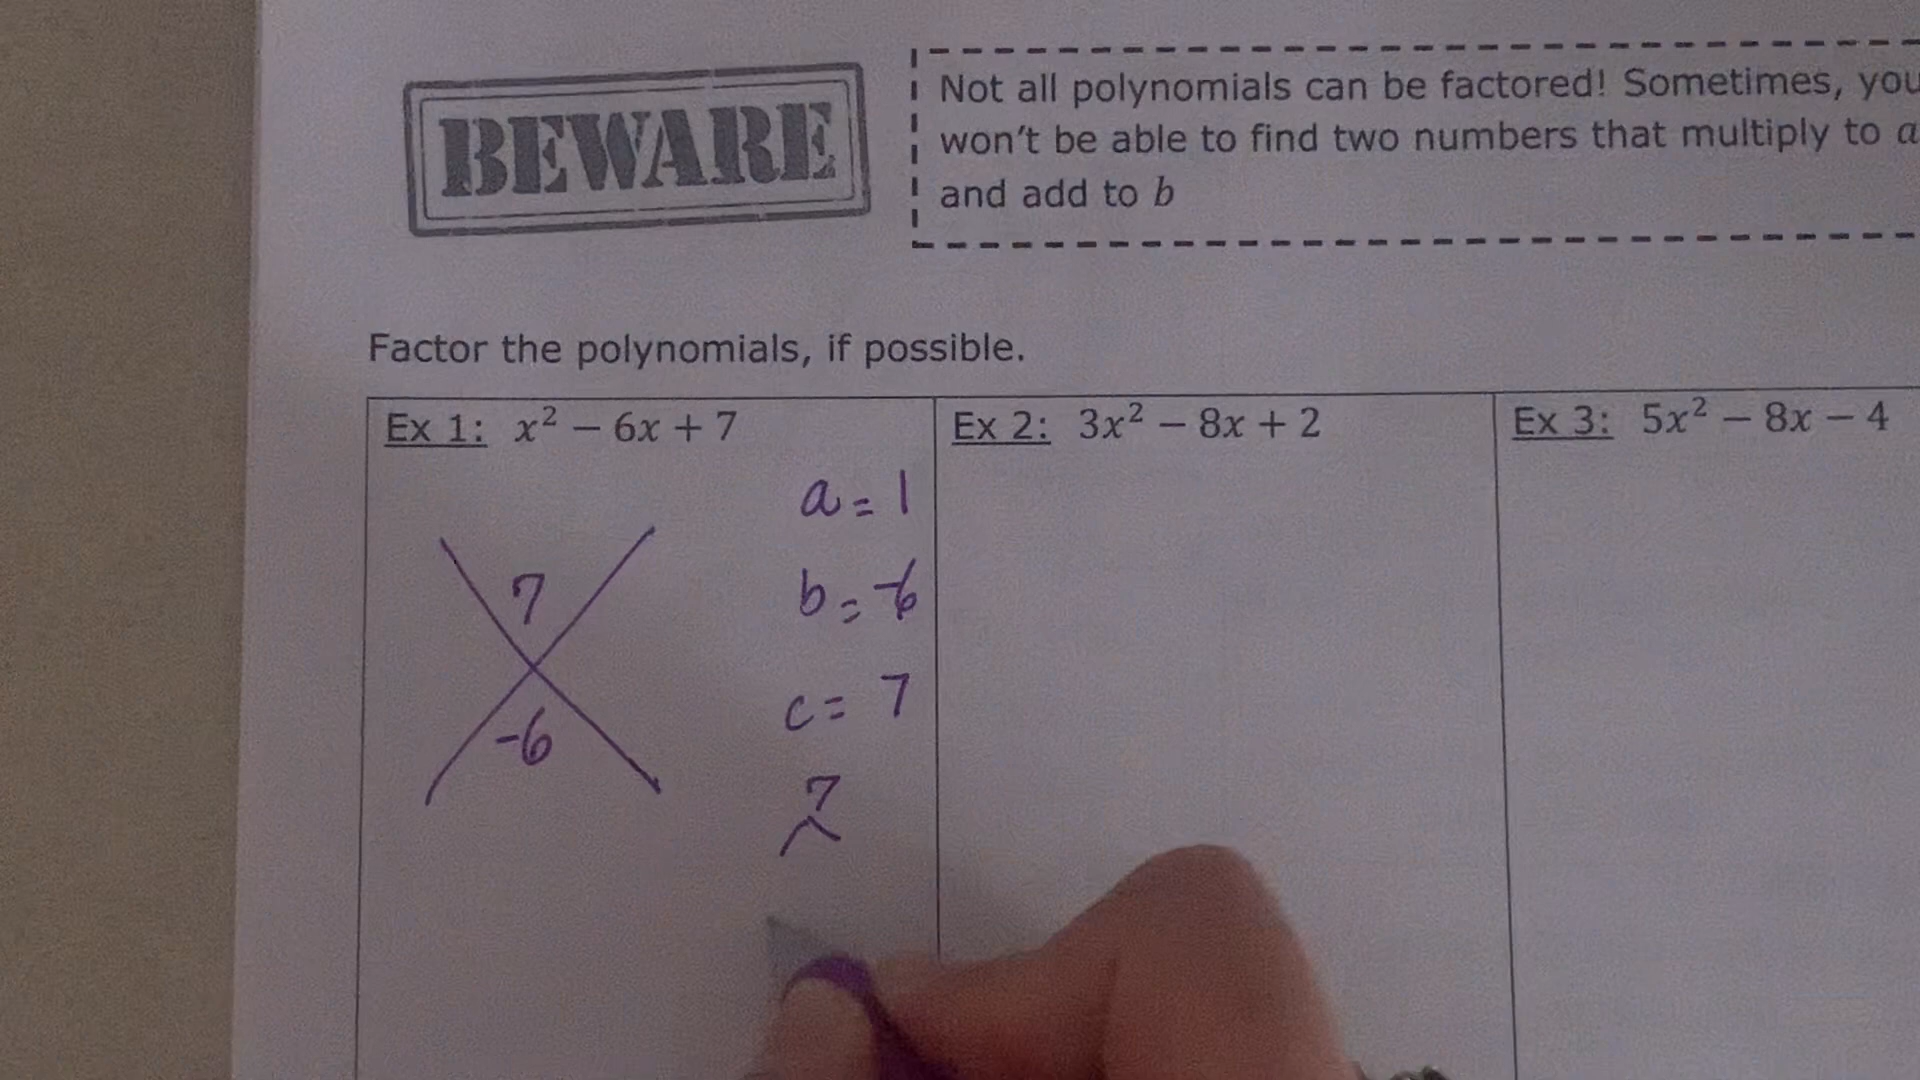 BEWARE
Not all polynomials can be factored! Sometimes, you
won't be able to find two numbers that multiply to a
and add to b
Factor the polynomials, if possible.
Ex 1: x² − 6x + 7
a = 1
b = -6
c = 7
7
-6
7
Ex 2: 3x² − 8x + 2
Ex 3: 5x² − 8x − 4